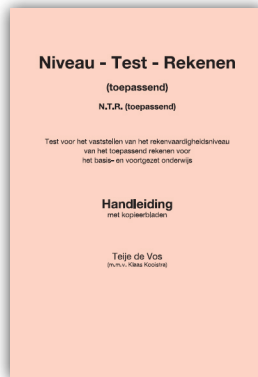 Niveau - Test - Rekenen
(toepassend)
N.T.R. (toepassend)
Test voor het vaststellen van het rekenvaardigheidsniveau
van het toepassend rekenen voor
het basis- en voortgezet onderwijs
Handleiding
met kopieerbladen
Teije de Vos
(m.m.v. Klaas Kooistra)